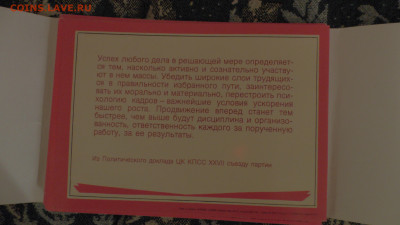 COINS.LAVE.RU
Успех любого дела в решающей мере определяет-
ся тем, насколько активно и сознательно участву-
ют в нем массы. Убедить широкие слои трудящих-
ся в правильности избранного пути, заинтересо-
вать их морально и материально, перестроить пси-
хологию кадров — важнейшие условия ускорения
нашего роста. Продвижение вперед станет тем
быстрее, чем выше будут дисциплина и организо-
ванность, ответственность каждого за порученную
работу, за ее результаты.
Из Политического доклада ЦК КПСС XXVII съезду партии